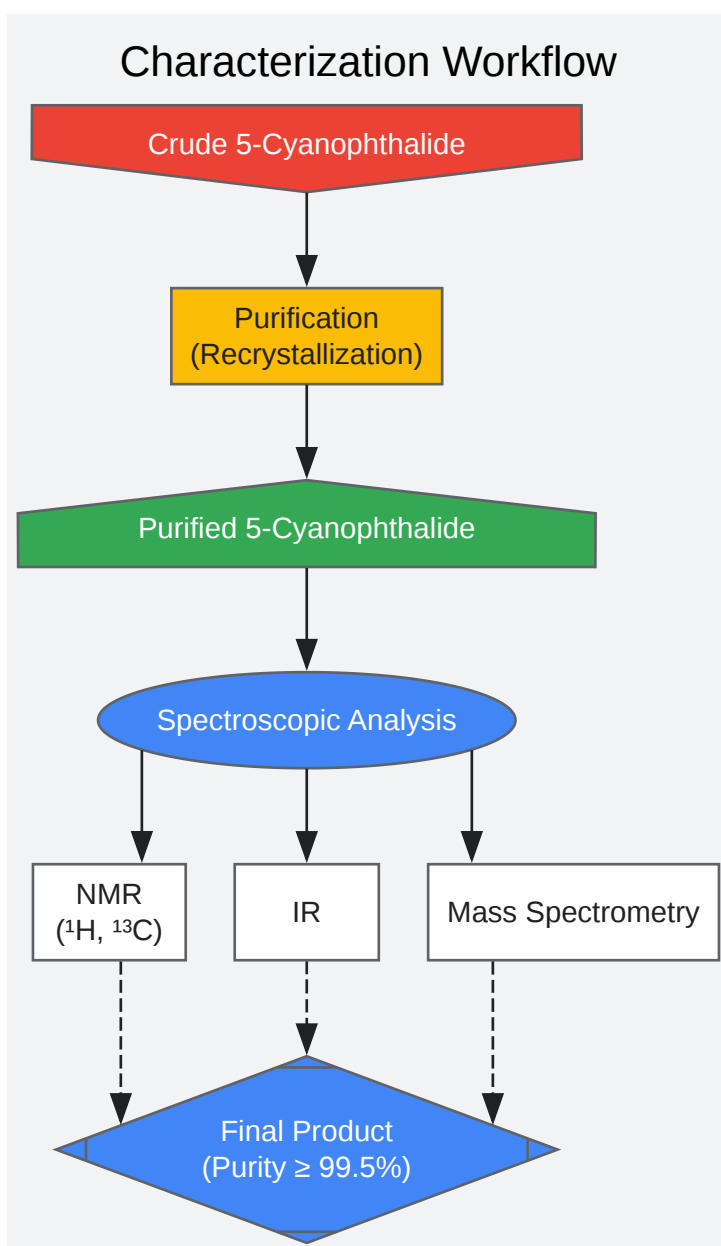 Characterization Workflow
Crude 5-Cyanophthalide
Purification
(Recrystallization)
Purified 5-Cyanophthalide
Spectroscopic Analysis
NMR
(¹H, ¹³C)
IR
Mass Spectrometry
Final Product
(Purity ≥ 99.5%)